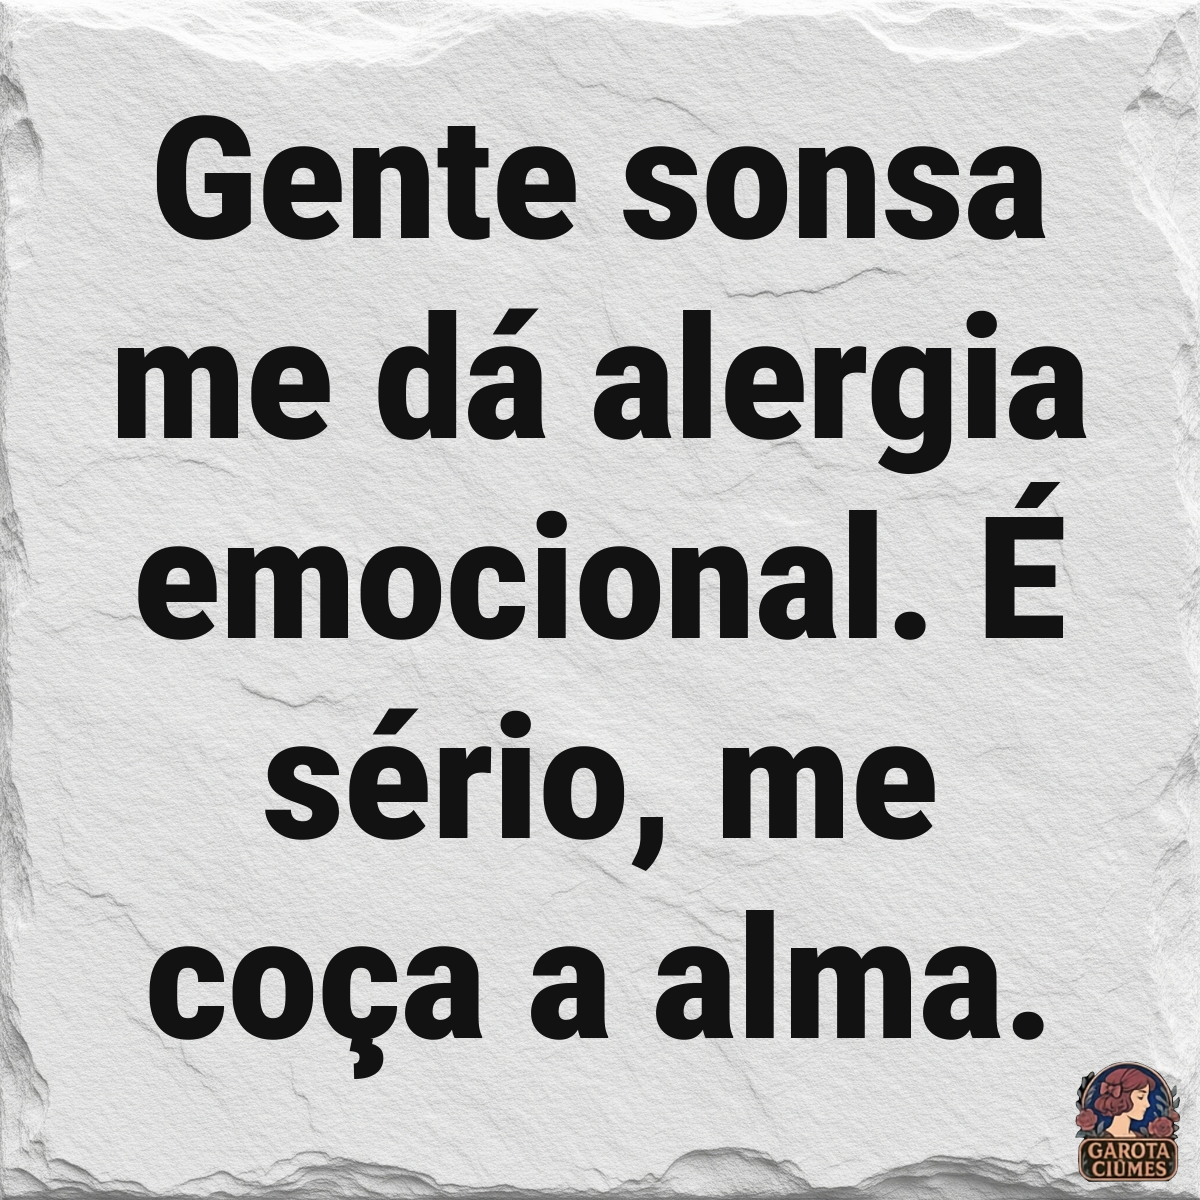 Gente sonsa
me dá alergia
emocional. É
sério, me
coça a alma.
GAROTA
CIÚMES